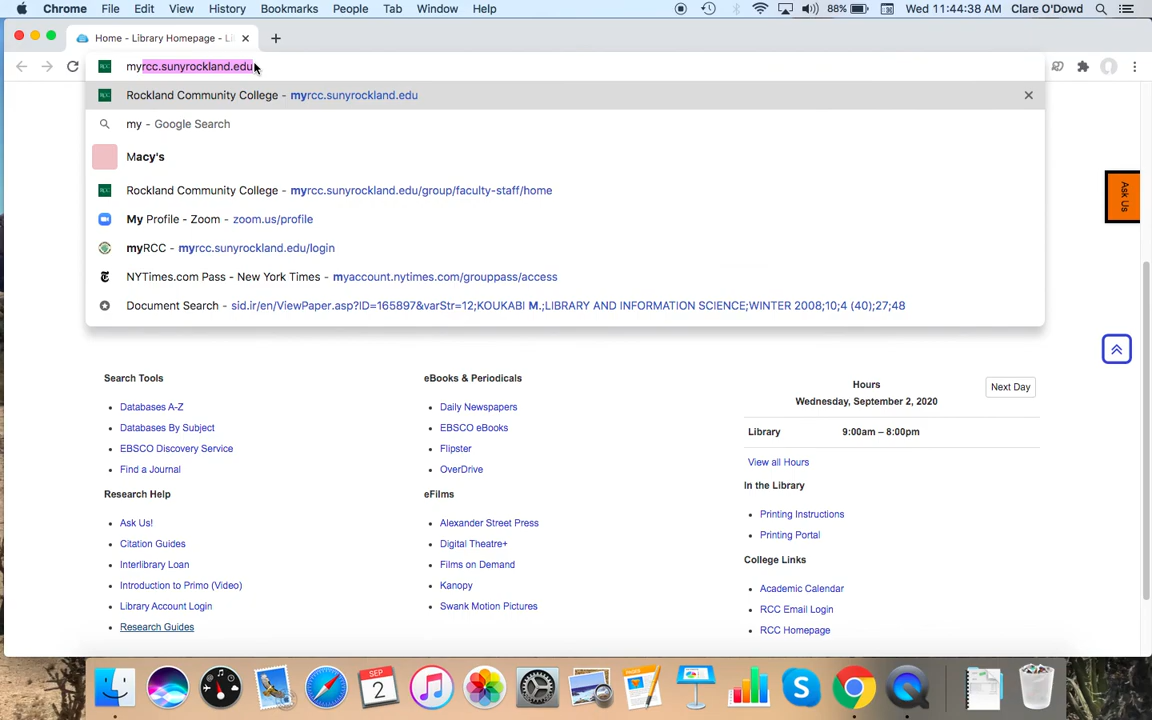 Chrome File Edit View History Bookmarks People Tab Window Help 88% Wed 11:44:38 AM Clare O'Dowd
Home - Library Homepage - Li
myrcc.sunyrockland.edu
Rockland Community College - myrcc.sunyrockland.edu
my - Google Search
Macy's
Rockland Community College - myrcc.sunyrockland.edu/group/faculty-staff/home
My Profile - Zoom - zoom.us/profile
myRCC - myrcc.sunyrockland.edu/login
NYTimes.com Pass - New York Times - myaccount.nytimes.com/grouppass/access
Document Search - sid.ir/en/ViewPaper.asp?ID=165897&varStr=12;KOUKABI M.;LIBRARY AND INFORMATION SCIENCE;WINTER 2008;10;4 (40);27;48
Ask Us
Search Tools
Databases A-Z
Databases By Subject
EBSCO Discovery Service
Find a Journal
Research Help
Ask Us!
Citation Guides
Interlibrary Loan
Introduction to Primo (Video)
Library Account Login
Research Guides
eBooks & Periodicals
Daily Newspapers
EBSCO eBooks
Flipster
OverDrive
eFilms
Alexander Street Press
Digital Theatre+
Films on Demand
Kanopy
Swank Motion Pictures
Hours
Next Day
Wednesday, September 2, 2020
Library 9:00am – 8:00pm
View all Hours
In the Library
Printing Instructions
Printing Portal
College Links
Academic Calendar
RCC Email Login
RCC Homepage
SEP
2